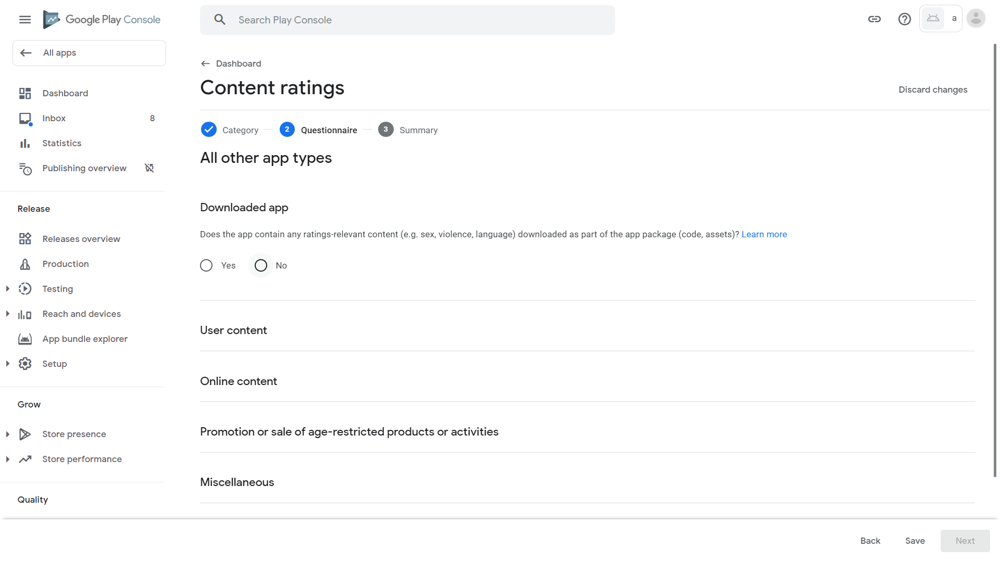 Google Play Console
Search Play Console
a
All apps
Dashboard
Inbox 8
Statistics
Publishing overview
Release
Releases overview
Production
Testing
Reach and devices
App bundle explorer
Setup
Grow
Store presence
Store performance
Quality
Dashboard
Content ratings
Discard changes
Category
2 Questionnaire
3 Summary
All other app types
Downloaded app
Does the app contain any ratings-relevant content (e.g. sex, violence, language) downloaded as part of the app package (code, assets)? Learn more
Yes No
User content
Online content
Promotion or sale of age-restricted products or activities
Miscellaneous
Back Save Next